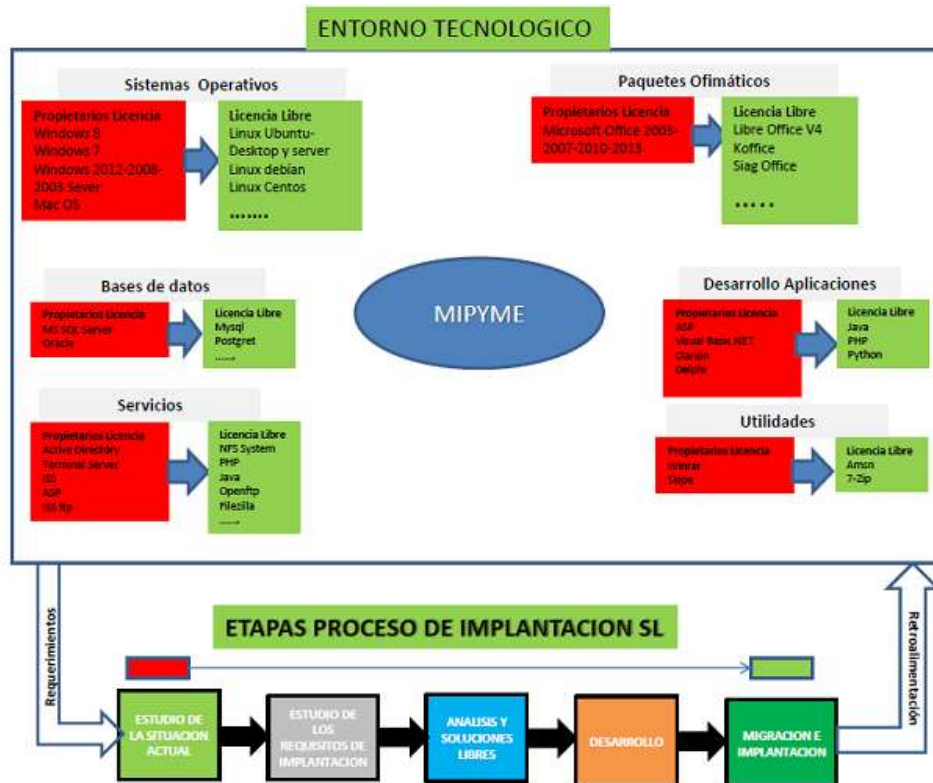 ENTORNO TECNOLOGICO
Sistemas Operativos
Propietarios Licencia
Windows 8
Windows 7
Windows 2012-2008-
2003 Sever
Mac OS
Licencia Libre
Linux Ubuntu-
Desktop y server
Linux debían
Linux Centos
.......
Paquetes Ofimáticos
Propietarios Licencia
Microsoft Office 2003-
2007-2010-2013
Licencia Libre
Libre Office V4
Koffice
Siag Office
.....
Bases de datos
Propietarios Licencia
MS SQL Server
Oracle
Licencia Libre
Mysql
Postgret
......
MIPYME
Desarrollo Aplicaciones
Propietarios Licencia
ASP
Visual Basic.NET
Clarion
Delphi
Licencia Libre
Java
PHP
Python
Servicios
Propietarios Licencia
Active Directory
Terminal Server
ASP
ftp
Licencia Libre
NFS System
PHP
Java
Openftp
Filezilla
......
Utilidades
Propietarios Licencia
Winrar
Licencia Libre
Amsn
7-Zip
Requerimientos
ETAPAS PROCESO DE IMPLANTACION SL
Retroalimentación
ESTUDIO DE
LA SITUACION
ACTUAL
ESTUDIO DE
LOS
REQUISITOS DE
IMPLANTACION
ANALISIS Y
SOLUCIONES
LIBRES
DESARROLLO
MIGRACION E
IMPLANTACION